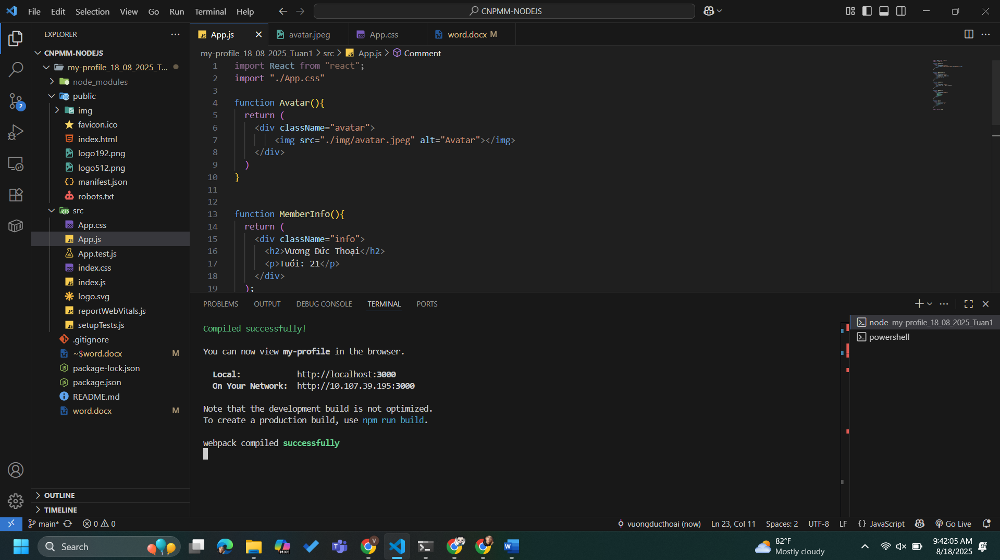 File Edit Selection View Go Run Terminal Help
CNPMM-NODEJS
EXPLORER
CNPMM-NODEJS
my-profile_18_08_2025_T...
node_modules
public
img
favicon.ico
index.html
logo192.png
logo512.png
manifest.json
robots.txt
src
App.css
App.js
App.test.js
index.css
index.js
logo.svg
reportWebVitals.js
setupTests.js
.gitignore
~$word.docx M
package-lock.json
package.json
README.md
word.docx M
OUTLINE
TIMELINE
2
App.js
avatar.jpeg
App.css
word.docx M
my-profile_18_08_2025_Tuan1 > src > App.js > Comment
1 import React from "react";
2 import "./App.css"
3
4 function Avatar(){
5 return (
6 <div className="avatar">
7 <img src="./img/avatar.jpeg" alt="Avatar"></img>
8 </div>
9 )
10 }
11
12
13 function MemberInfo(){
14 return (
15 <div className="info">
16 <h2>Vương Đức Thoại</h2>
17 <p>Tuổi: 21</p>
18 </div>
19 );
PROBLEMS OUTPUT DEBUG CONSOLE TERMINAL PORTS
Compiled successfully!
You can now view my-profile in the browser.
Local: http://localhost:3000
On Your Network: http://10.107.39.195:3000
Note that the development build is not optimized.
To create a production build, use npm run build.
webpack compiled successfully
node my-profile_18_08_2025_Tuan1
powershell
main* 0 0
vuongducthoai (now) Ln 23, Col 11 Spaces: 2 UTF-8 LF {} JavaScript Go Live
Search
M365
V
82°F
Mostly cloudy
9:42:05 AM
8/18/2025